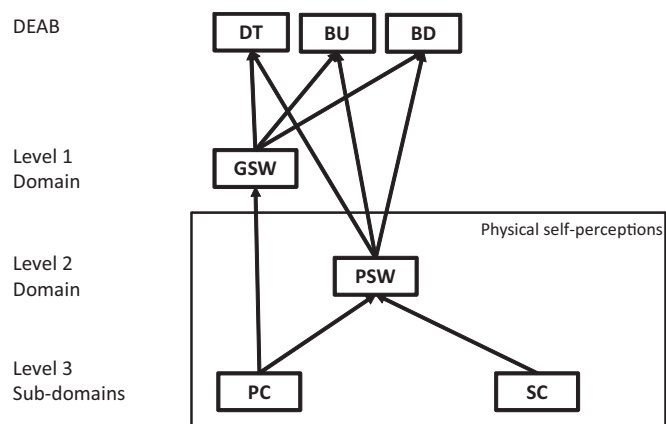 DEAB
DT BU BD
Level 1
Domain
GSW
Physical self-perceptions
Level 2
Domain
PSW
Level 3
Sub-domains
PC SC